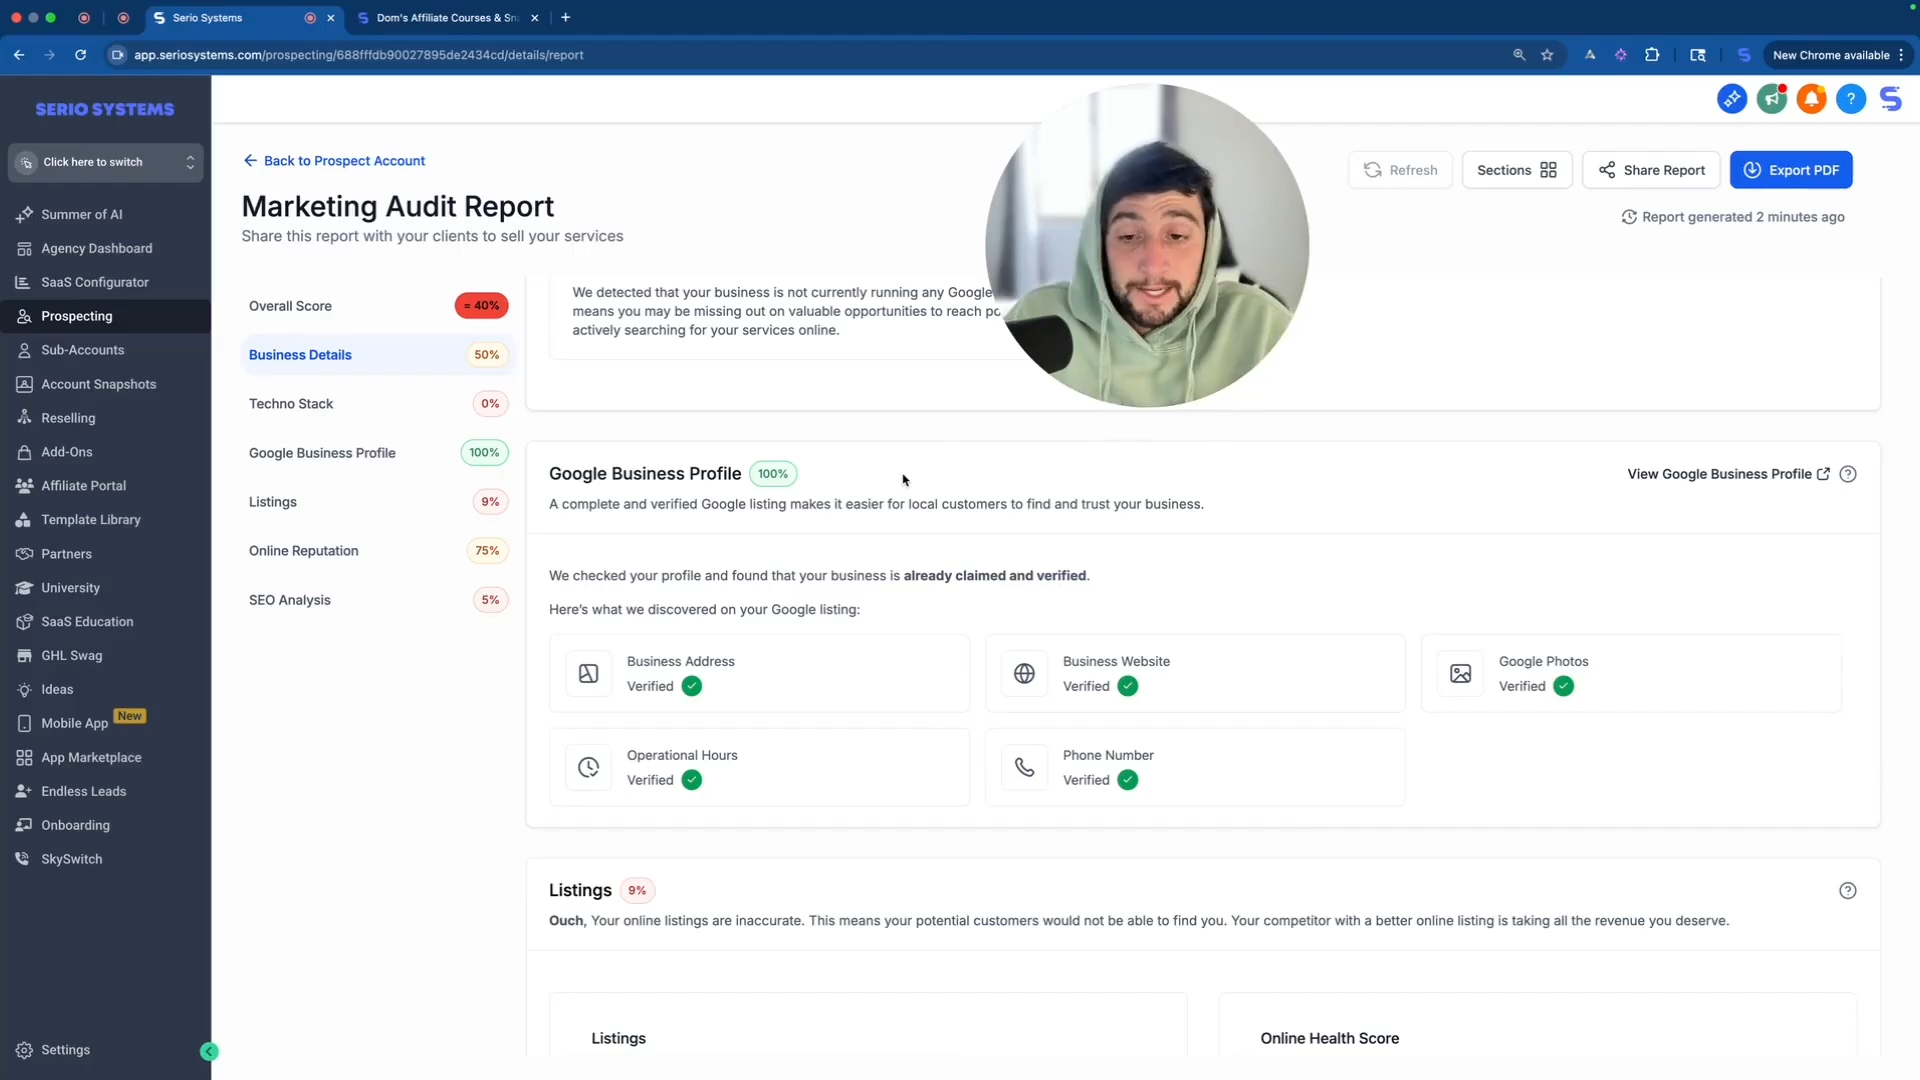 Serio Systems
Dom's Affiliate Courses & Sn
app.seriosystems.com/prospecting/688fffdb90027895de2434cd/details/report
New Chrome available
SERIO SYSTEMS
Click here to switch
Summer of AI
Agency Dashboard
SaaS Configurator
Prospecting
Sub-Accounts
Account Snapshots
Reselling
Add-Ons
Affiliate Portal
Template Library
Partners
University
SaaS Education
GHL Swag
Ideas
Mobile App New
App Marketplace
Endless Leads
Onboarding
SkySwitch
Settings
Back to Prospect Account
Marketing Audit Report
Share this report with your clients to sell your services
Refresh
Sections
Share Report
Export PDF
Report generated 2 minutes ago
Overall Score = 40%
Business Details 50%
Techno Stack 0%
Google Business Profile 100%
Listings 9%
Online Reputation 75%
SEO Analysis 5%
We detected that your business is not currently running any Google
means you may be missing out on valuable opportunities to reach
actively searching for your services online.
Google Business Profile 100%
View Google Business Profile
A complete and verified Google listing makes it easier for local customers to find and trust your business.
We checked your profile and found that your business is already claimed and verified.
Here's what we discovered on your Google listing:
Business Address
Verified
Business Website
Verified
Google Photos
Verified
Operational Hours
Verified
Phone Number
Verified
Listings 9%
Ouch, Your online listings are inaccurate. This means your potential customers would not be able to find you. Your competitor with a better online listing is taking all the revenue you deserve.
Listings
Online Health Score